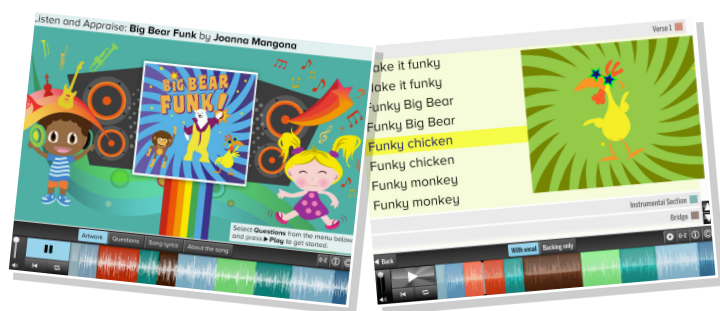 Listen and Appraise: Big Bear Funk by Joanna Mangona
BIG BEAR
FUNK!
Select Questions from the menu below
and press ▶ Play to get started.
Artwork
Questions
Song lyrics
About the song
0-Z
Verse 1
ake it funky
ake it funky
Funky Big Bear
Funky Big Bear
Funky chicken
Funky chicken
Funky monkey
Funky monkey
Instrumental Section
Bridge
With vocal
Backing only
Back
0-Z